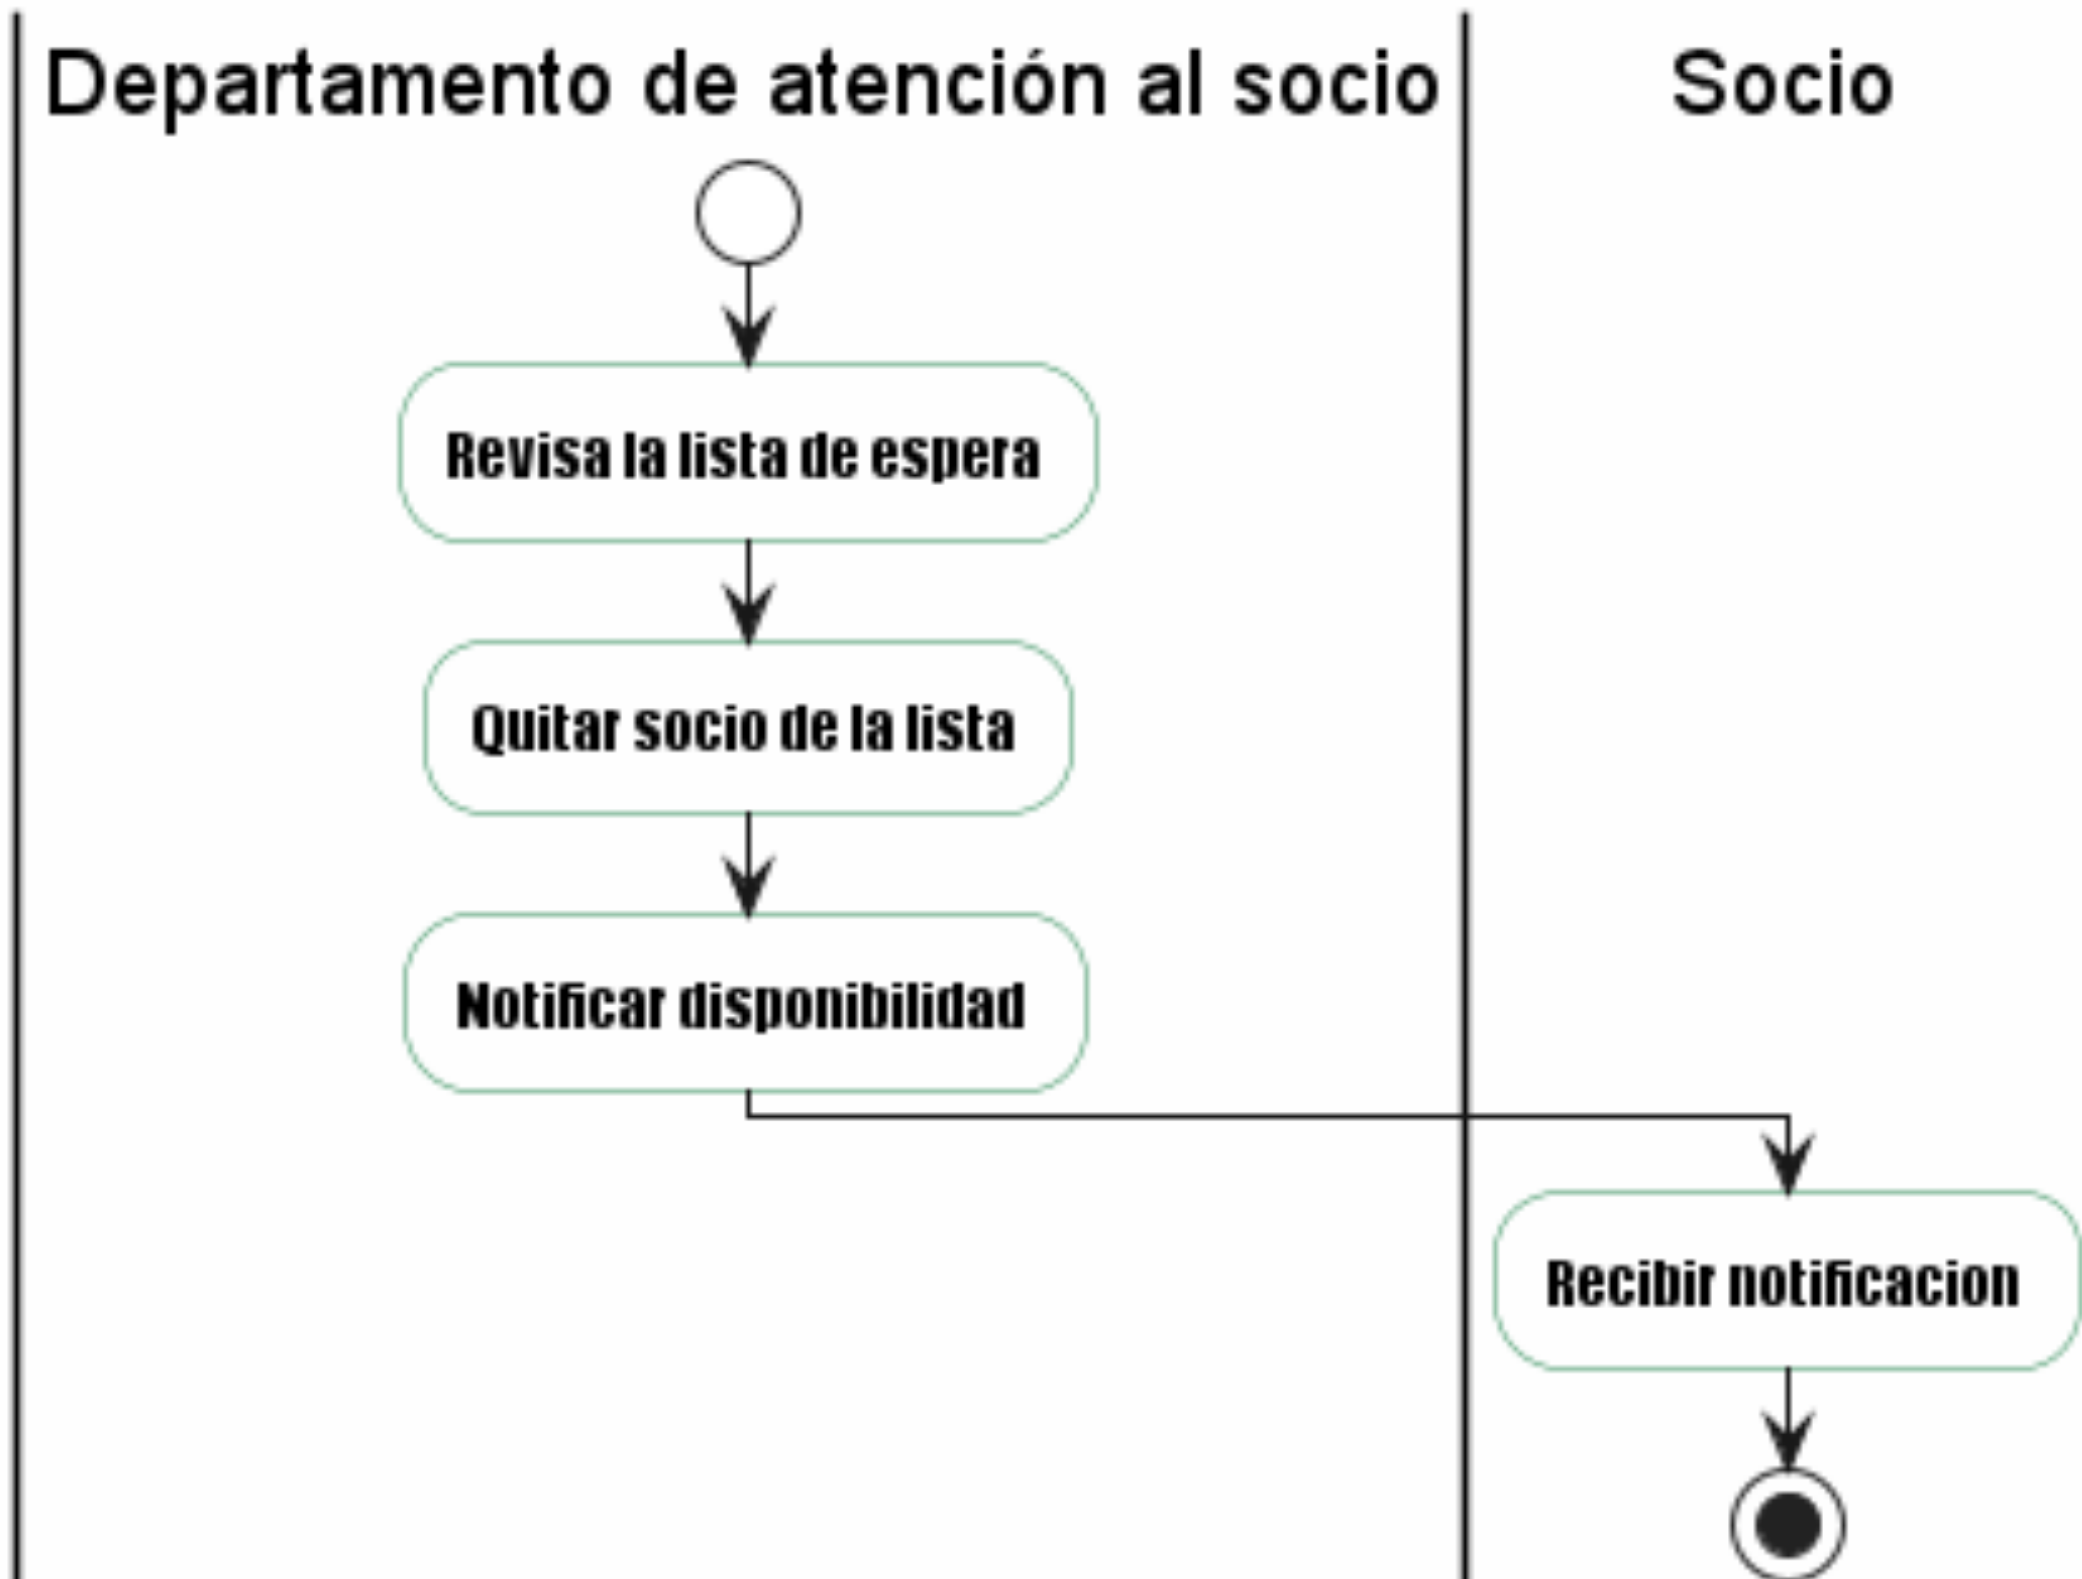 Departamento de atención al socio
Socio
Revisa la lista de espera
Quitar socio de la lista
Notificar disponibilidad
Recibir notificacion